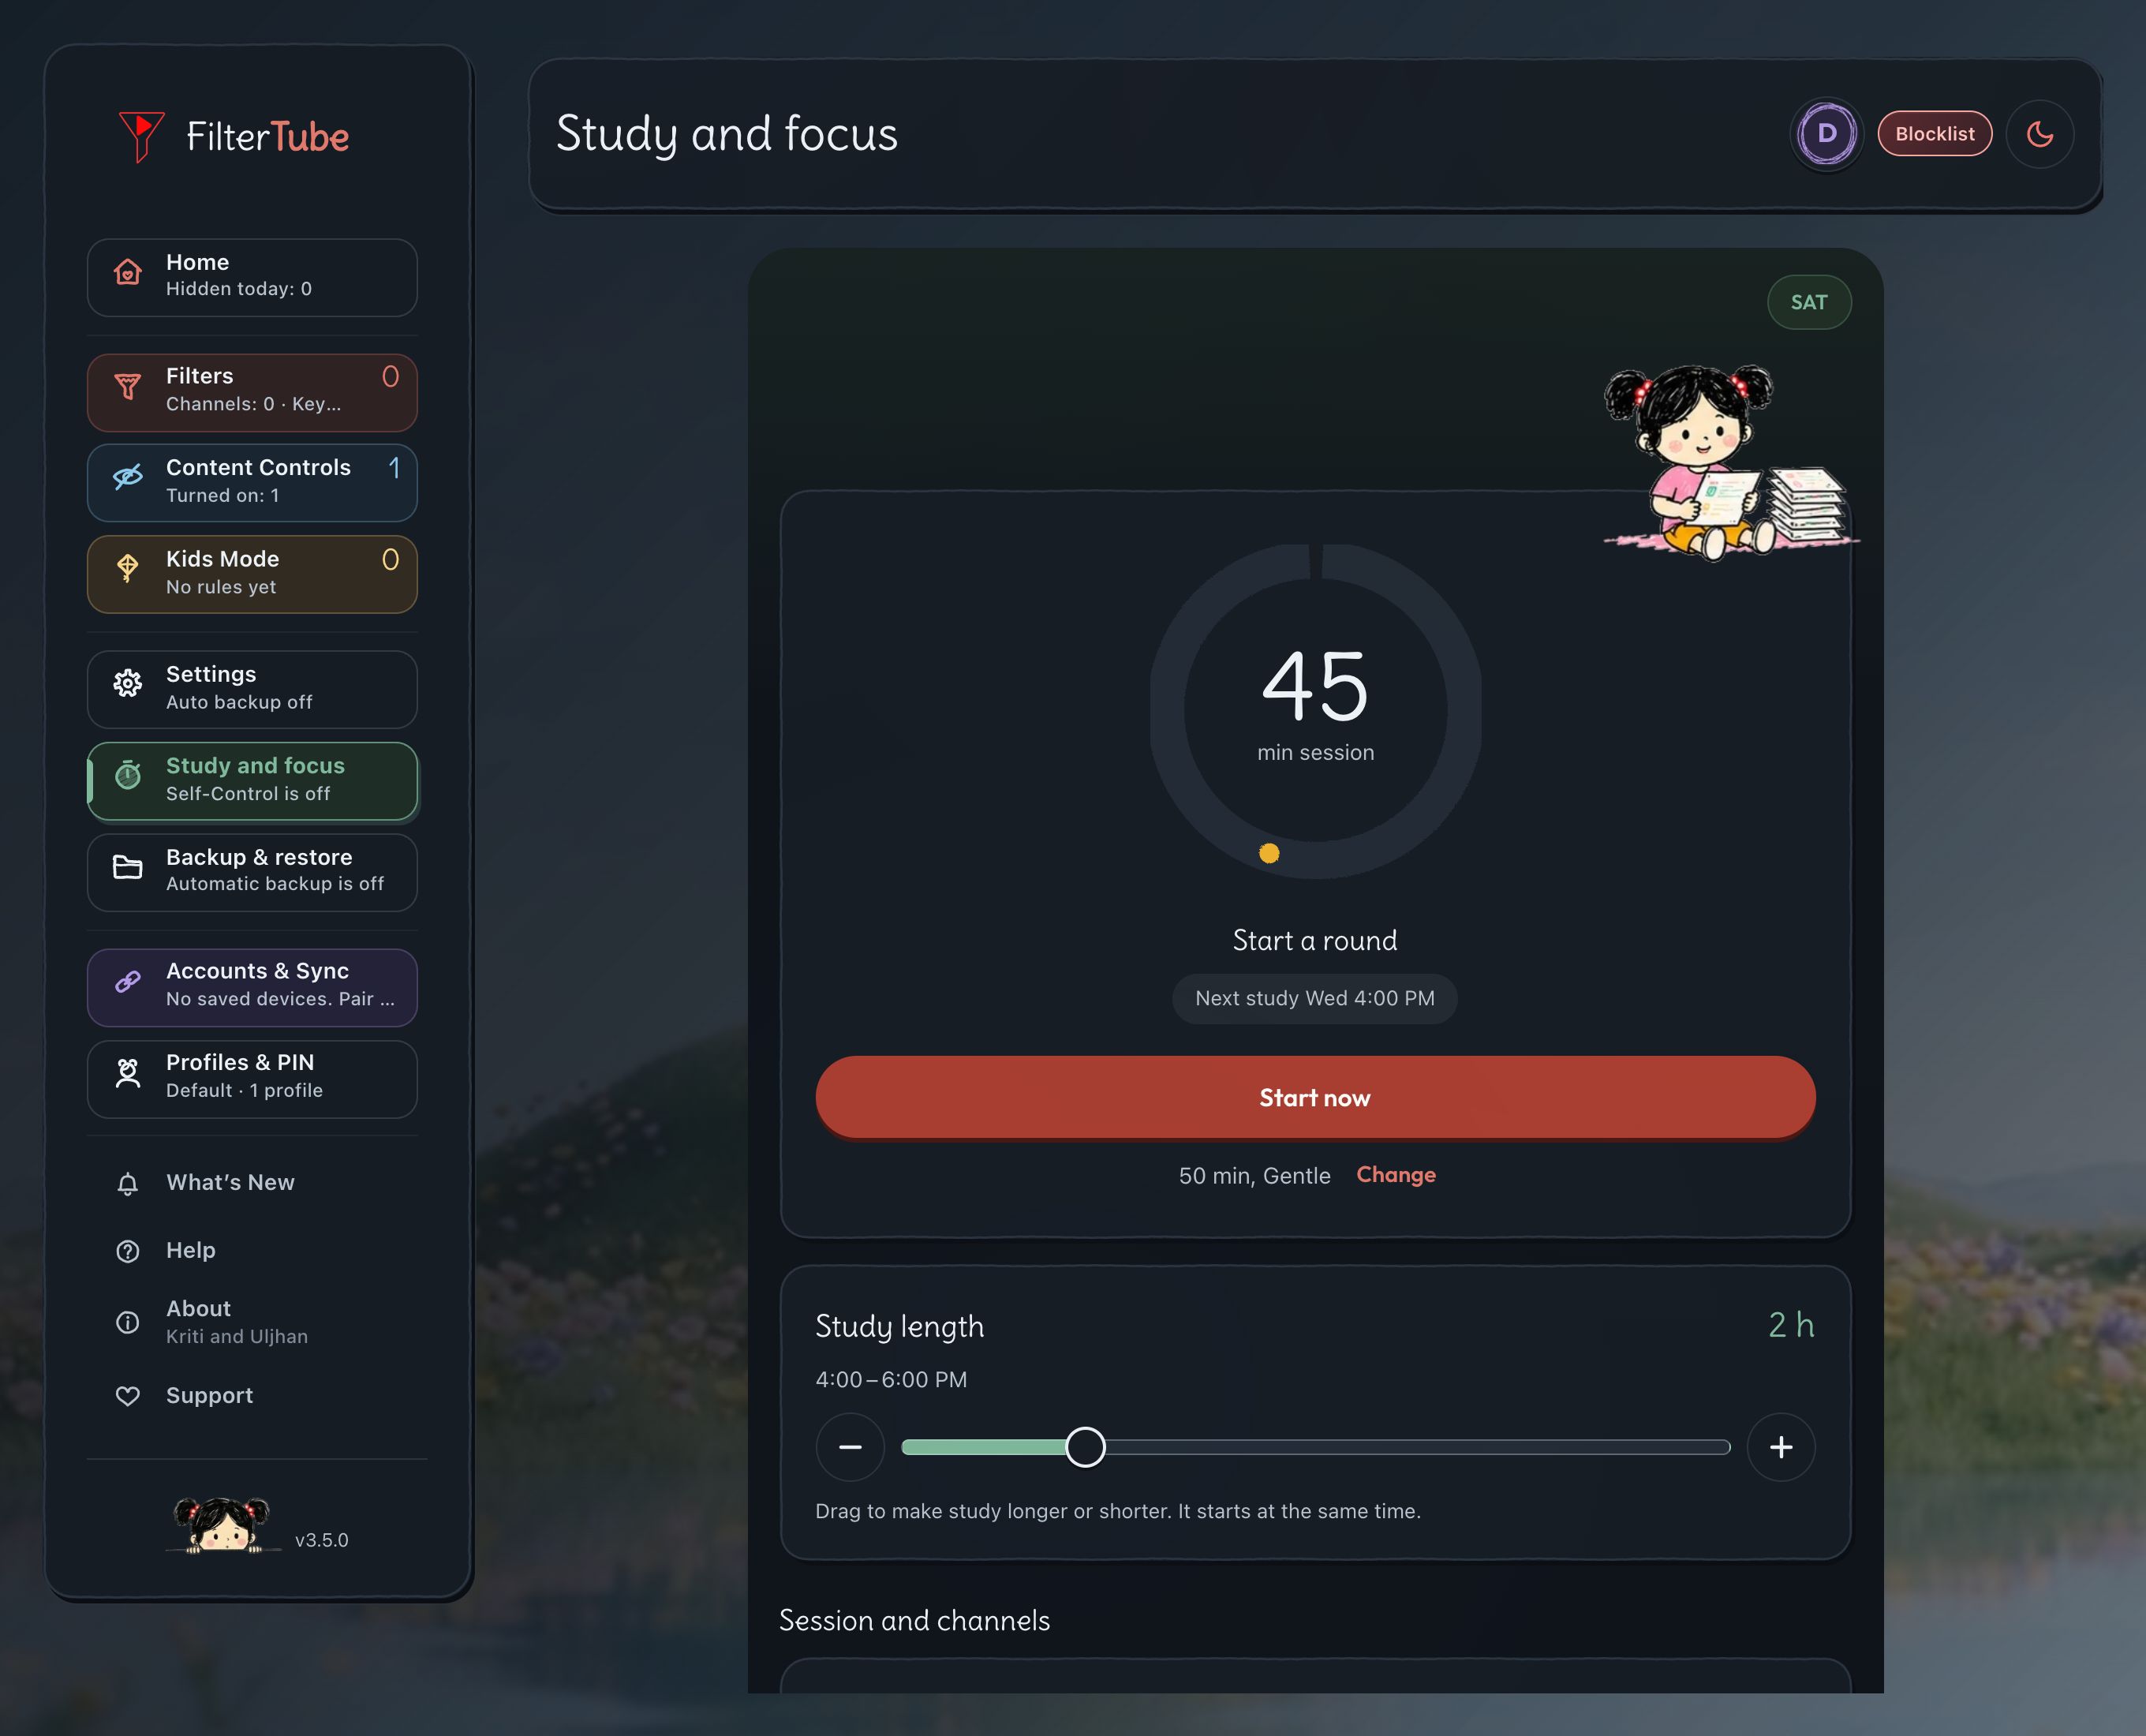 FilterTube
Home
Hidden today: 0
Filters
0
Channels: 0 · Key...
Content Controls
1
Turned on: 1
Kids Mode
0
No rules yet
Settings
Auto backup off
Study and focus
Self-Control is off
Backup & restore
Automatic backup is off
Accounts & Sync
No saved devices. Pair ...
Profiles & PIN
Default · 1 profile
What’s New
Help
About
Kriti and Uljhan
Support
v3.5.0
Study and focus
D
Blocklist
SAT
45
min session
Start a round
Next study Wed 4:00 PM
Start now
50 min, Gentle Change
Study length
2 h
4:00–6:00 PM
Drag to make study longer or shorter. It starts at the same time.
Session and channels